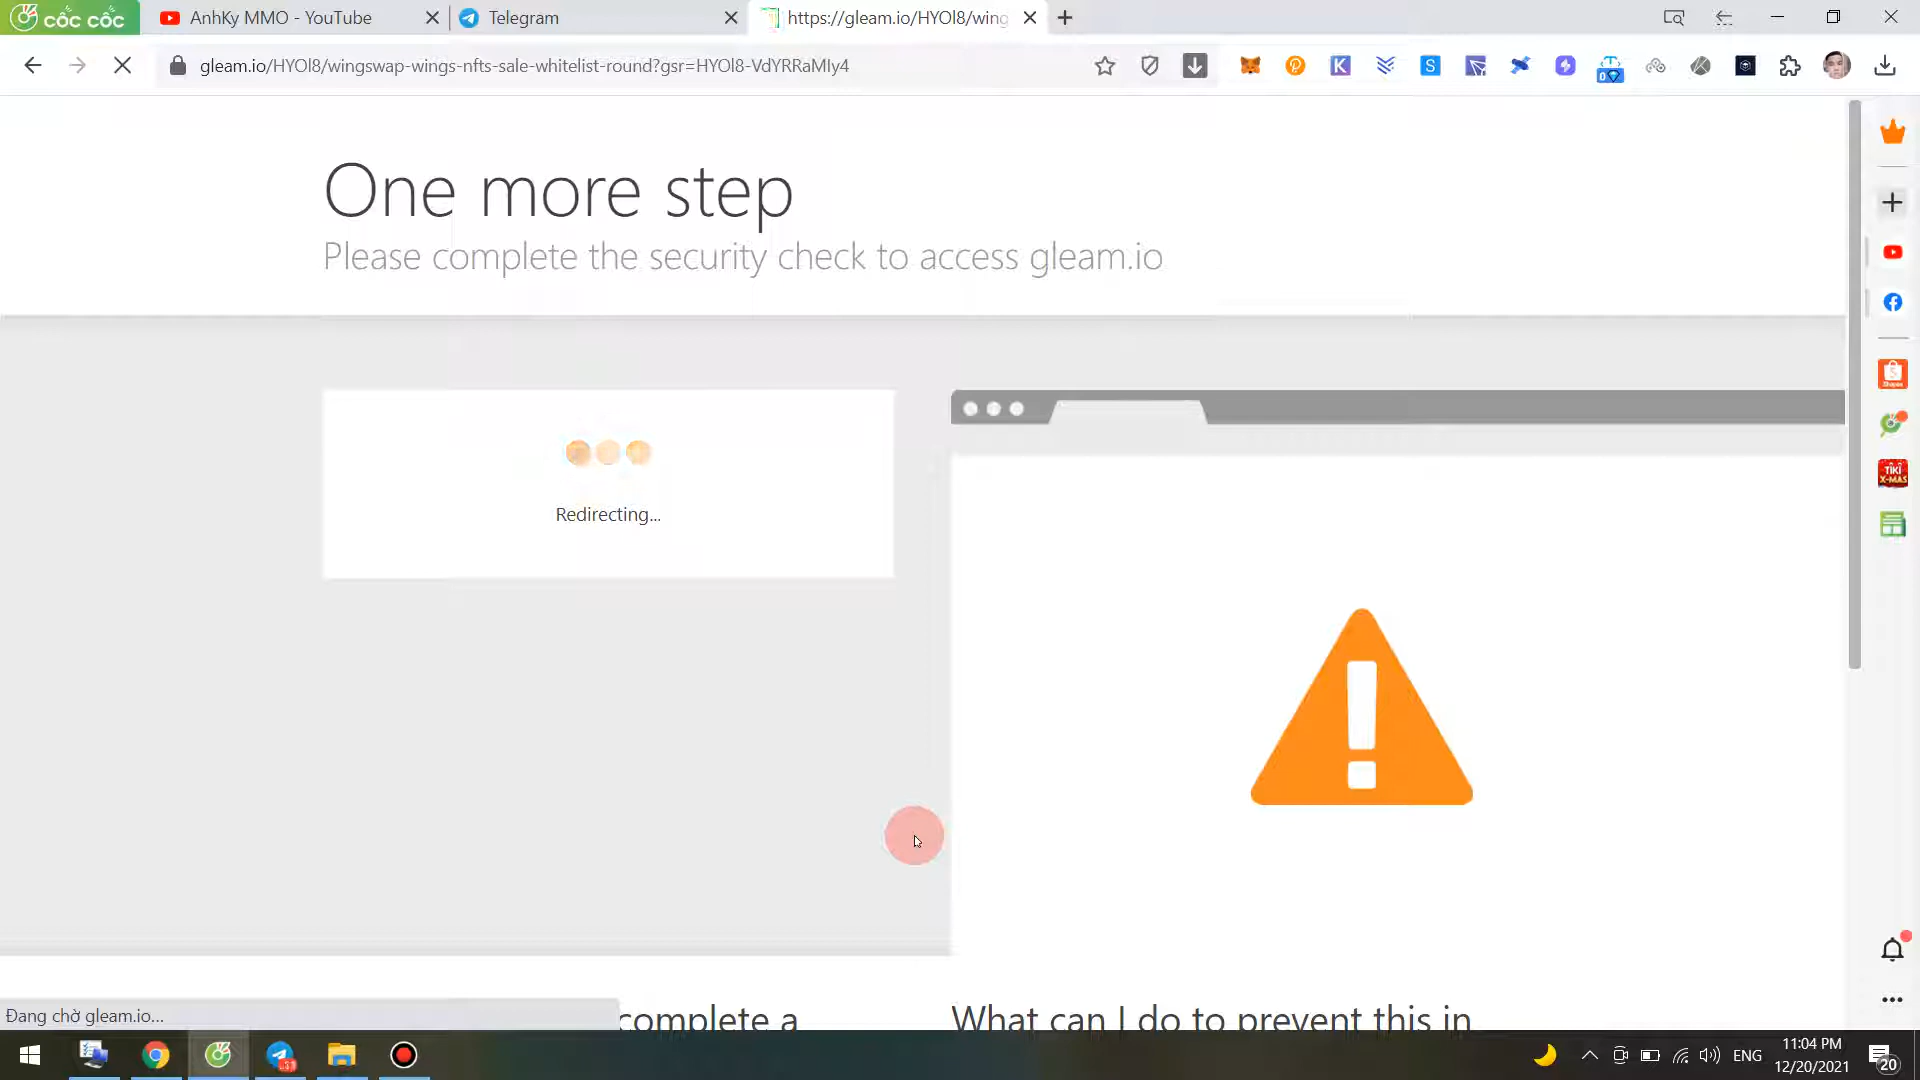 cốc cốc
AnhKy MMO - YouTube
Telegram
https://gleam.io/HYOl8/wing
gleam.io/HYOl8/wingswap-wings-nfts-sale-whitelist-round?gsr=HYOl8-VdYRRaMIy4
One more step
Please complete the security check to access gleam.io
Redirecting...
complete a
What can I do to prevent this in
Đang chờ gleam.io...
ENG
11:04 PM
12/20/2021
20